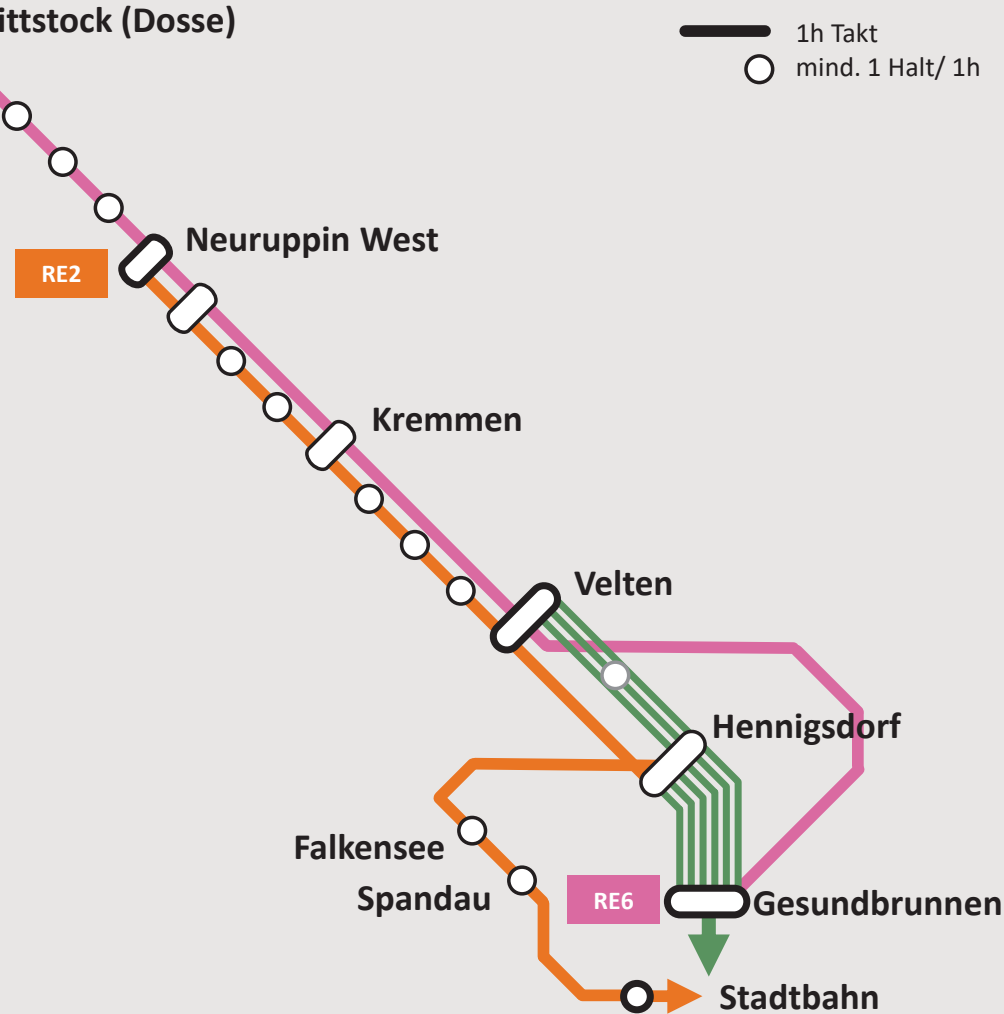 ittstock (Dosse)
1h Takt
mind. 1 Halt/ 1h
Neuruppin West
RE2
Kremmen
Velten
Hennigsdorf
Falkensee
Spandau
RE6
Gesundbrunnen
Stadtbahn